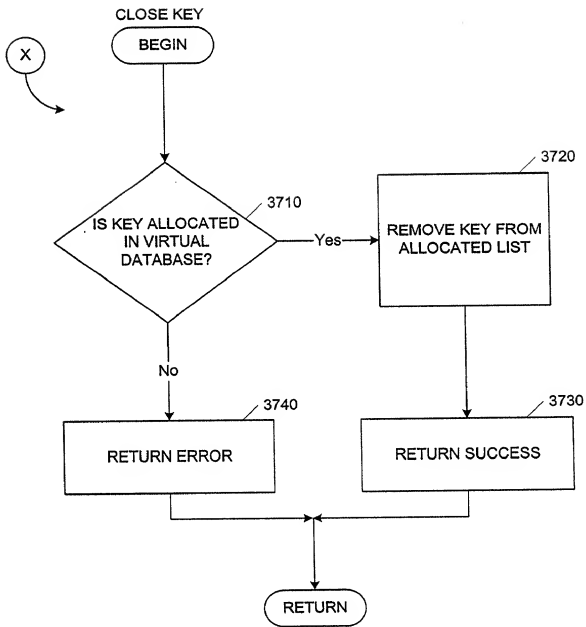 CLOSE KEY
BEGIN
X
3710
IS KEY ALLOCATED
IN VIRTUAL
DATABASE?
Yes
3720
REMOVE KEY FROM
ALLOCATED LIST
No
3740
RETURN ERROR
3730
RETURN SUCCESS
RETURN